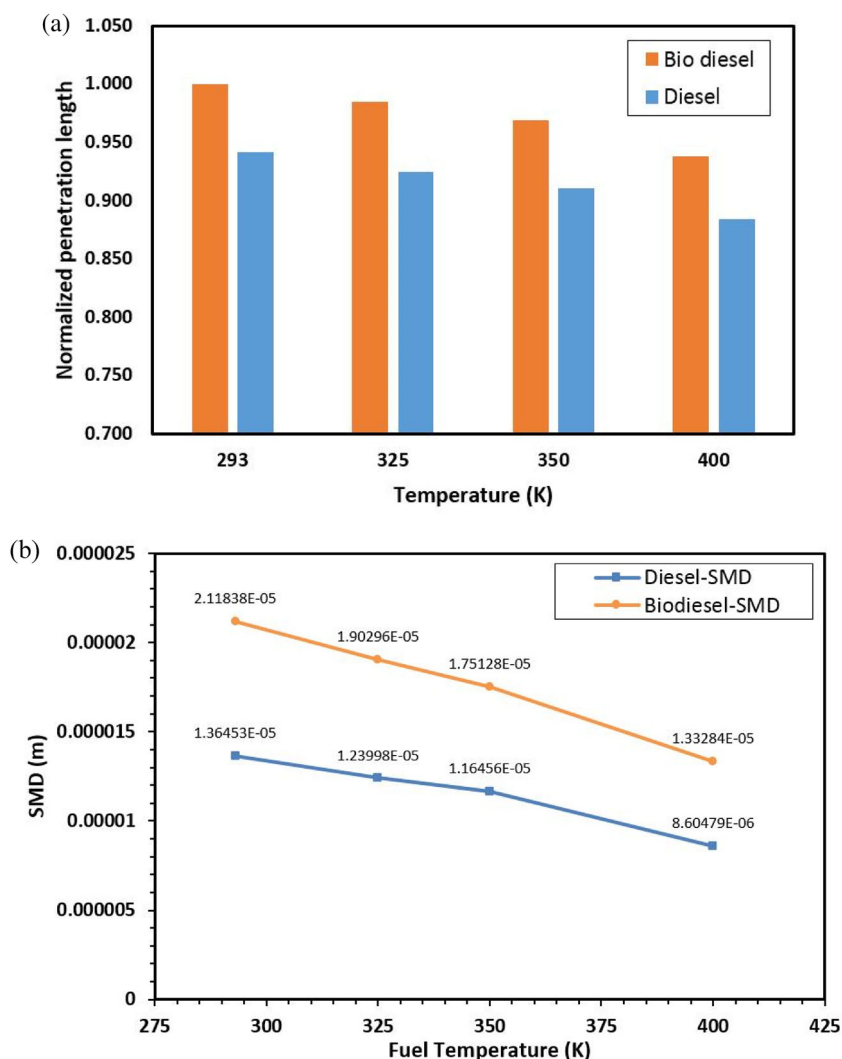 (a)
1.050
1.000
0.950
0.900
0.850
0.800
0.750
0.700
Normalized penetration length
Bio diesel
Diesel
293 325 350 400
Temperature (K)
(b)
0.000025
0.00002
0.000015
0.00001
0.000005
0
SMD (m)
Diesel-SMD
Biodiesel-SMD
2.11838E-05
1.90296E-05
1.75128E-05
1.33284E-05
1.36453E-05
1.23998E-05
1.16456E-05
8.60479E-06
275 300 325 350 375 400 425
Fuel Temperature (K)